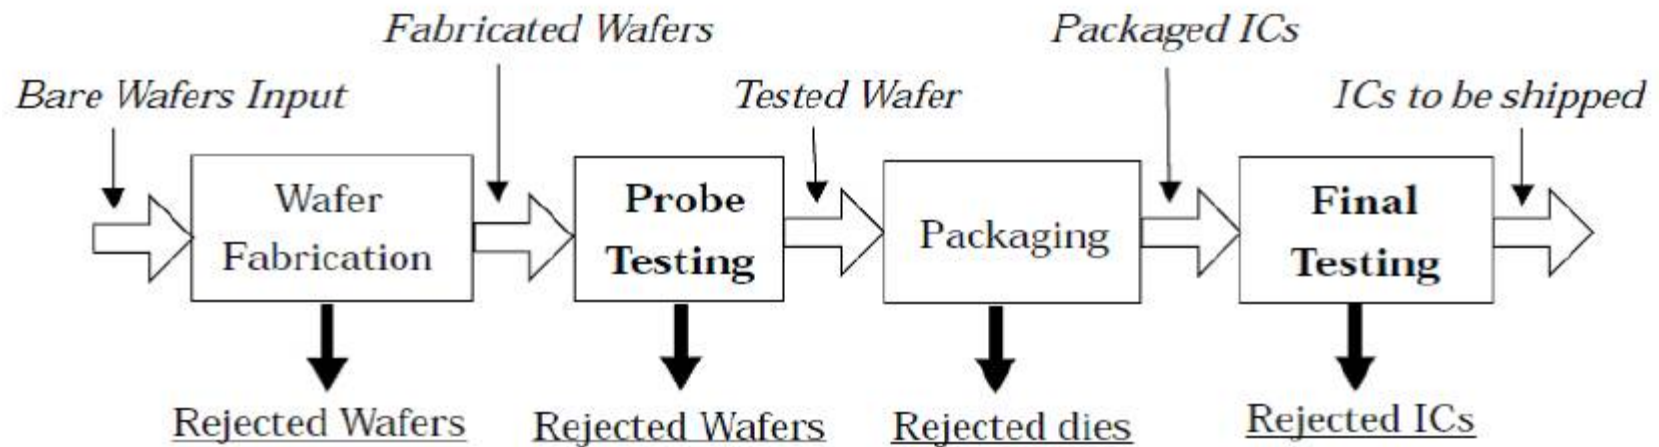 Fabricated Wafers
Packaged ICs
Bare Wafers Input
Tested Wafer
ICs to be shipped
Wafer
Fabrication
Probe
Testing
Packaging
Final
Testing
Rejected Wafers
Rejected Wafers
Rejected dies
Rejected ICs